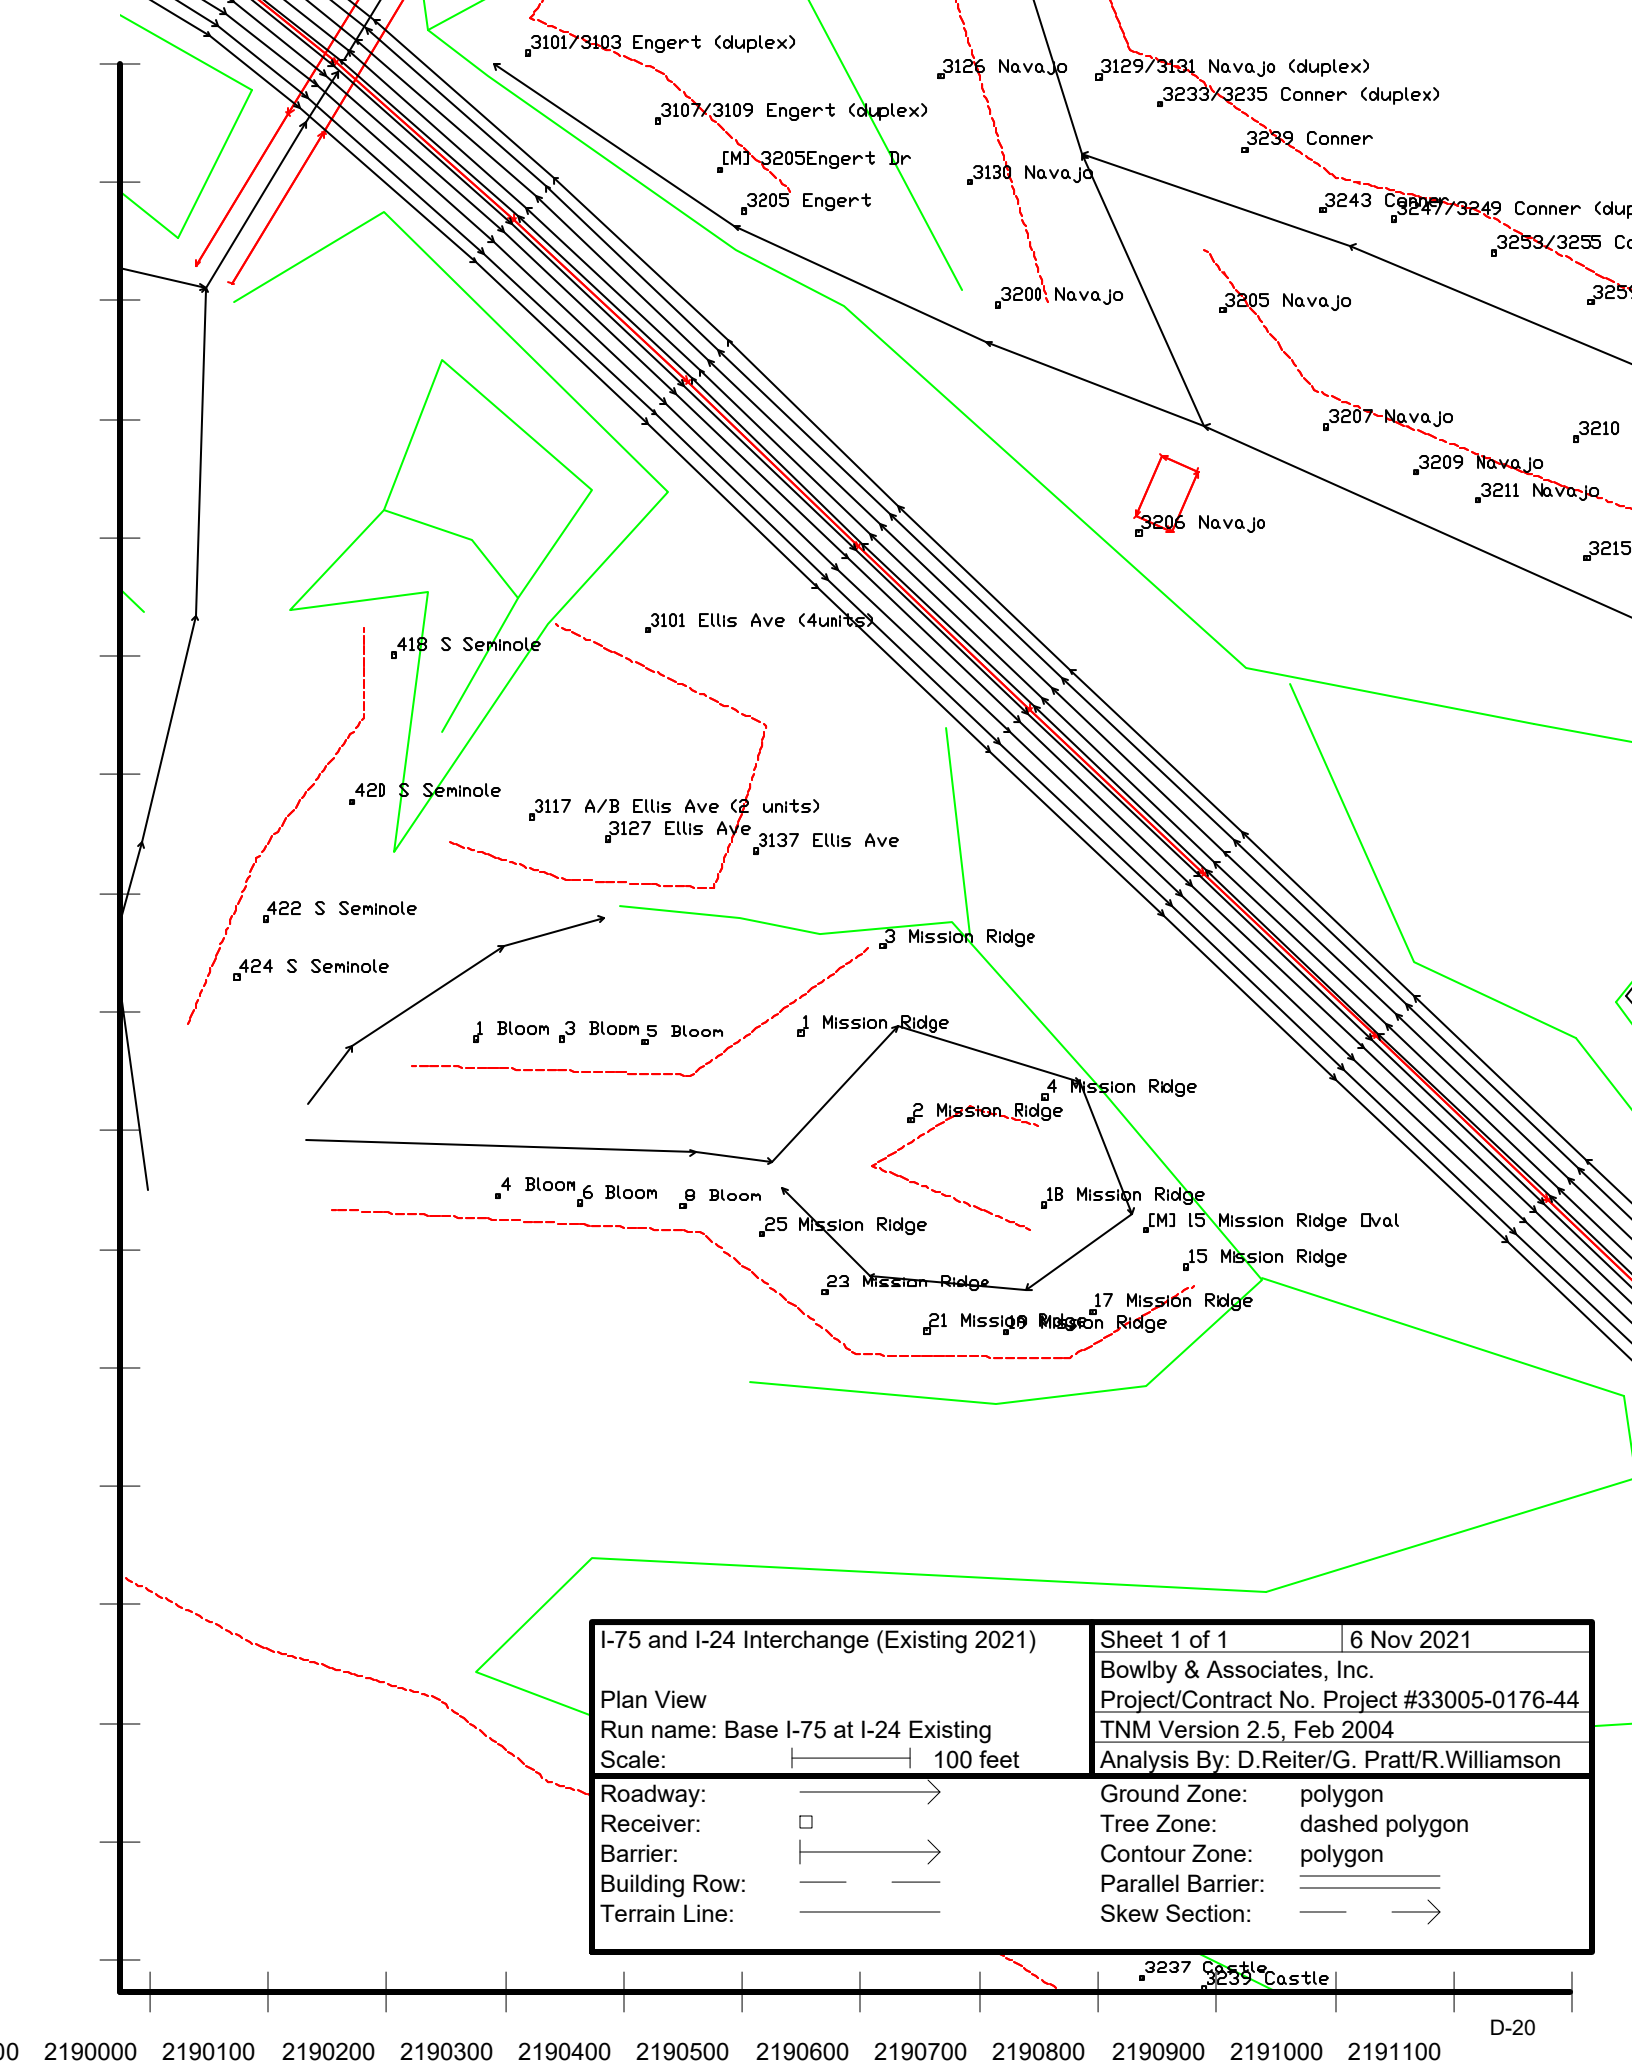 3101/3103 Engert (duplex)
3126 Navajo
3129/3131 Navajo (duplex)
3233/3235 Conner (duplex)
3107/3109 Engert (duplex)
3239 Conner
[M] 3205Engert Dr
3130 Navajo
3205 Engert
3243 Conner
3247/3249 Conner (dup
3253/3255 Co
3200 Navajo
3205 Navajo
3259
3207 Navajo
3210
3209 Navajo
3211 Navajo
3206 Navajo
3215
3101 Ellis Ave (4units)
418 S Seminole
420 S Seminole
3117 A/B Ellis Ave (2 units)
3127 Ellis Ave
3137 Ellis Ave
422 S Seminole
3 Mission Ridge
424 S Seminole
1 Bloom
3 Bloom
5 Bloom
1 Mission Ridge
4 Mission Ridge
2 Mission Ridge
4 Bloom
6 Bloom
8 Bloom
18 Mission Ridge
25 Mission Ridge
[M] 15 Mission Ridge Oval
15 Mission Ridge
23 Mission Ridge
17 Mission Ridge
21 Mission Ridge
19 Mission Ridge
I-75 and I-24 Interchange (Existing 2021)
Sheet 1 of 1
6 Nov 2021
Bowlby & Associates, Inc.
Plan View
Project/Contract No. Project #33005-0176-44
Run name: Base I-75 at I-24 Existing
TNM Version 2.5, Feb 2004
Scale:
100 feet
Analysis By: D.Reiter/G. Pratt/R.Williamson
Roadway:
Ground Zone: polygon
Receiver:
Tree Zone: dashed polygon
Barrier:
Contour Zone: polygon
Building Row:
Parallel Barrier:
Terrain Line:
Skew Section:
3237 Castle
3239 Castle
D-20
00 2190000 2190100 2190200 2190300 2190400 2190500 2190600 2190700 2190800 2190900 2191000 2191100